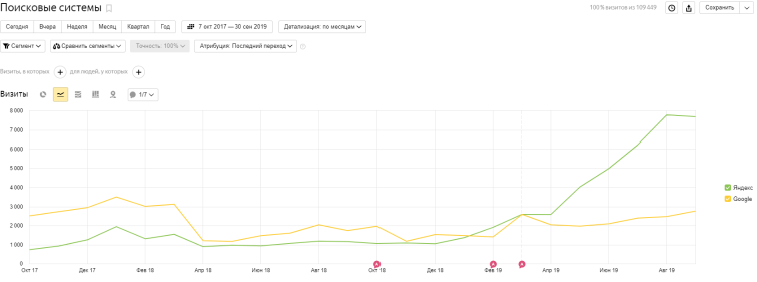 Поисковые системы
100% визитов из 109 449
Сохранить
Сегодня Вчера Неделя Месяц Квартал Год
7 окт 2017 — 30 сен 2019
Детализация: по месяцам
Сегмент
Сравнить сегменты
Точность: 100%
Атрибуция: Последний переход
Визиты, в которых
для людей, у которых
Визиты
1/7
8 000
7 000
6 000
5 000
4 000
3 000
2 000
1 000
0
Окт 17 Дек 17 Фев 18 Апр 18 Июн 18 Авг 18 Окт 18 Дек 18 Фев 19 Апр 19 Июн 19 Авг 19
Яндекс
Google